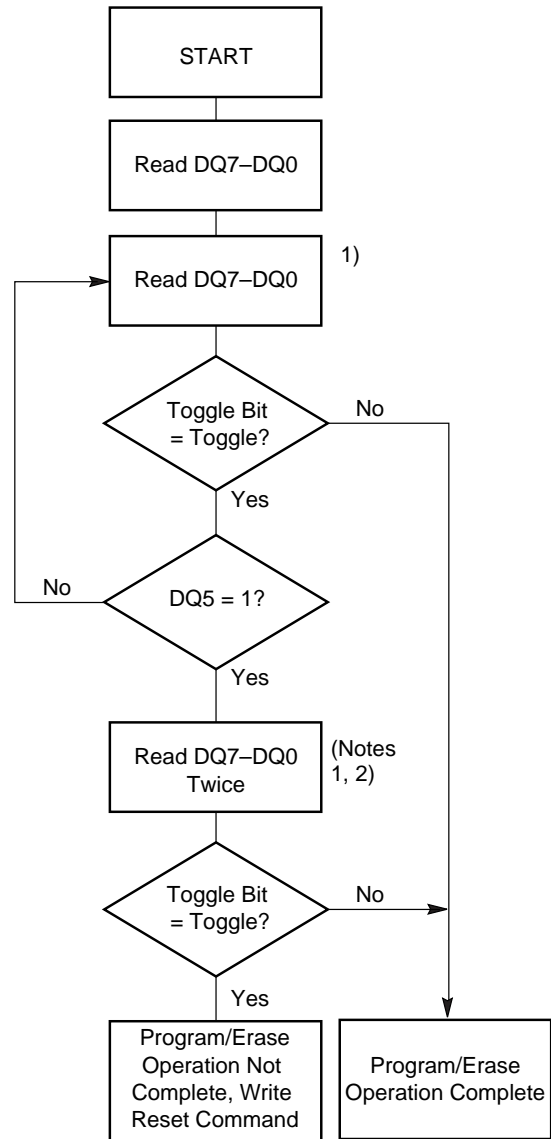 START
Read DQ7–DQ0
Read DQ7–DQ0
1)
Toggle Bit
= Toggle?
No
Yes
No
DQ5 = 1?
Yes
Read DQ7–DQ0
Twice
(Notes
1, 2)
Toggle Bit
= Toggle?
No
Yes
Program/Erase
Operation Not
Complete, Write
Reset Command
Program/Erase
Operation Complete